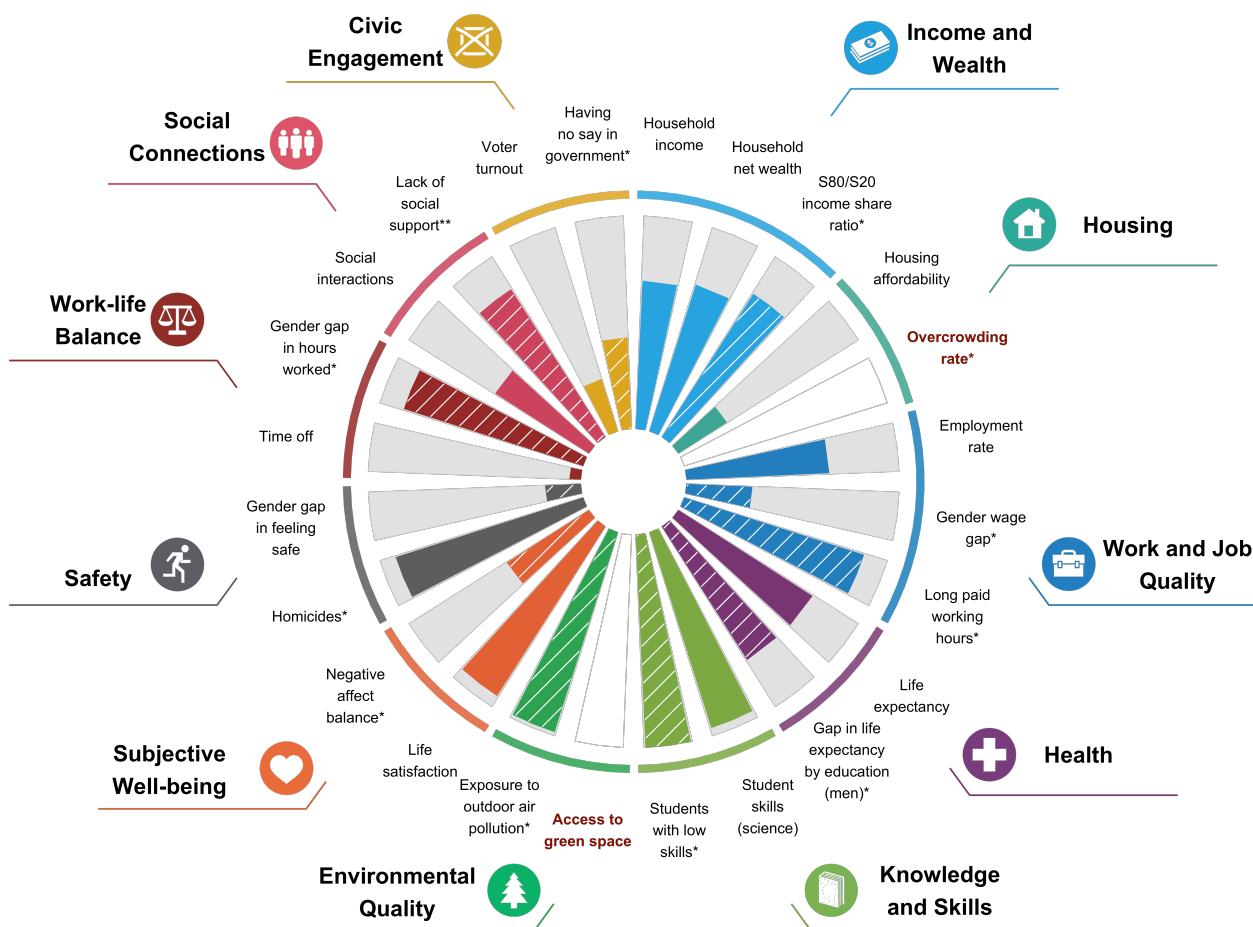 Civic
Engagement
Income and
Wealth
Social
Connections
Housing
Work-life
Balance
Work and Job
Quality
Safety
Health
Subjective
Well-being
Environmental
Quality
Knowledge
and Skills
Having
no say in
government*
Household
income
Household
net wealth
S80/S20
income share
ratio*
Housing
affordability
Overcrowding
rate*
Employment
rate
Gender wage
gap*
Long paid
working
hours*
Life
expectancy
Gap in life
expectancy
by education
(men)*
Student
skills
(science)
Students
with low
skills*
Access to
green space
Exposure to
outdoor air
pollution*
Life
satisfaction
Negative
affect
balance*
Homicides*
Gender gap
in feeling
safe
Time off
Gender gap
in hours
worked*
Social
interactions
Lack of
social
support**
Voter
turnout